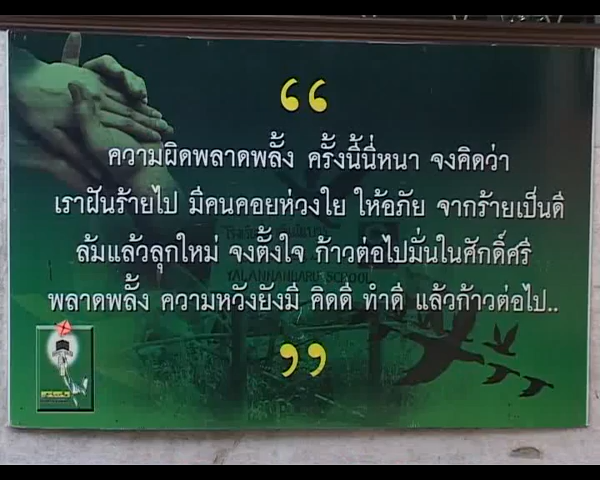 “
ความผิดพลาดพลั้ง ครั้งนี้นี่หนา จงคิดว่า
เราฝันร้ายไป มีคนคอยห่วงใย ให้อภัย จากร้ายเป็นดี
ล้มแล้วลุกใหม่ จงตั้งใจ ก้าวต่อไปมั่นในศักดิ์ศรี
พลาดพลั้ง ความหวังยังมี คิดดี ทำดี แล้วก้าวต่อไป..
”